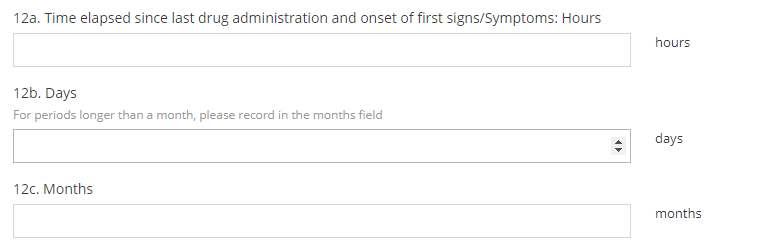 12a. Time elapsed since last drug administration and onset of first signs/Symptoms: Hours
hours
12b. Days
For periods longer than a month, please record in the months field
days
12c. Months
months